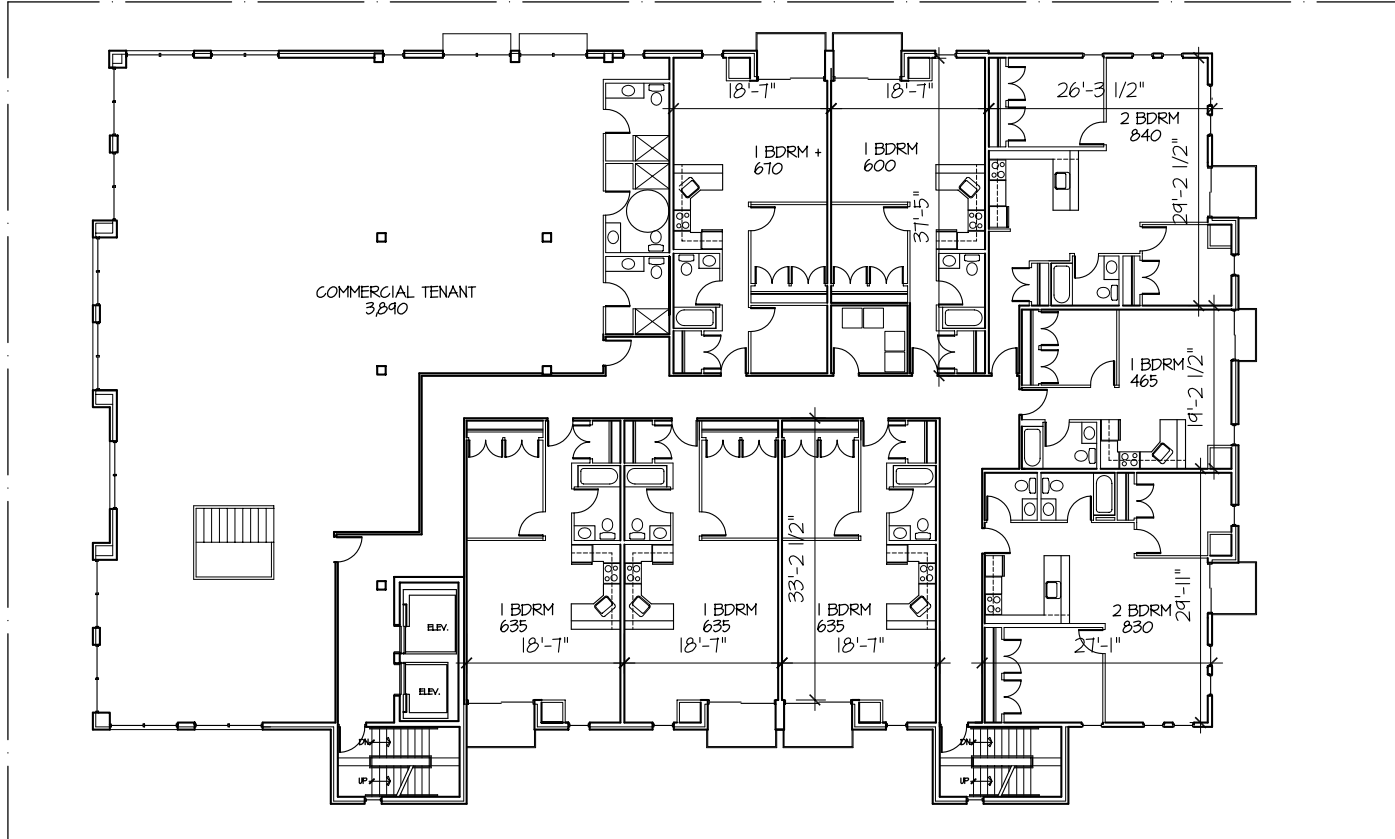 18'-7"
18'-7"
26'-3 1/2"
2 BDRM
840
1 BDRM +
670
1 BDRM
600
29'-2 1/2"
37'-5"
COMMERCIAL TENANT
3,890
1 BDRM
465
19'-2 1/2"
33'-2 1/2"
29'-11"
1 BDRM
635
18'-7"
1 BDRM
635
18'-7"
1 BDRM
635
18'-7"
2 BDRM
830
27'-1"
ELEV.
ELEV.
DN
UP
DN
UP